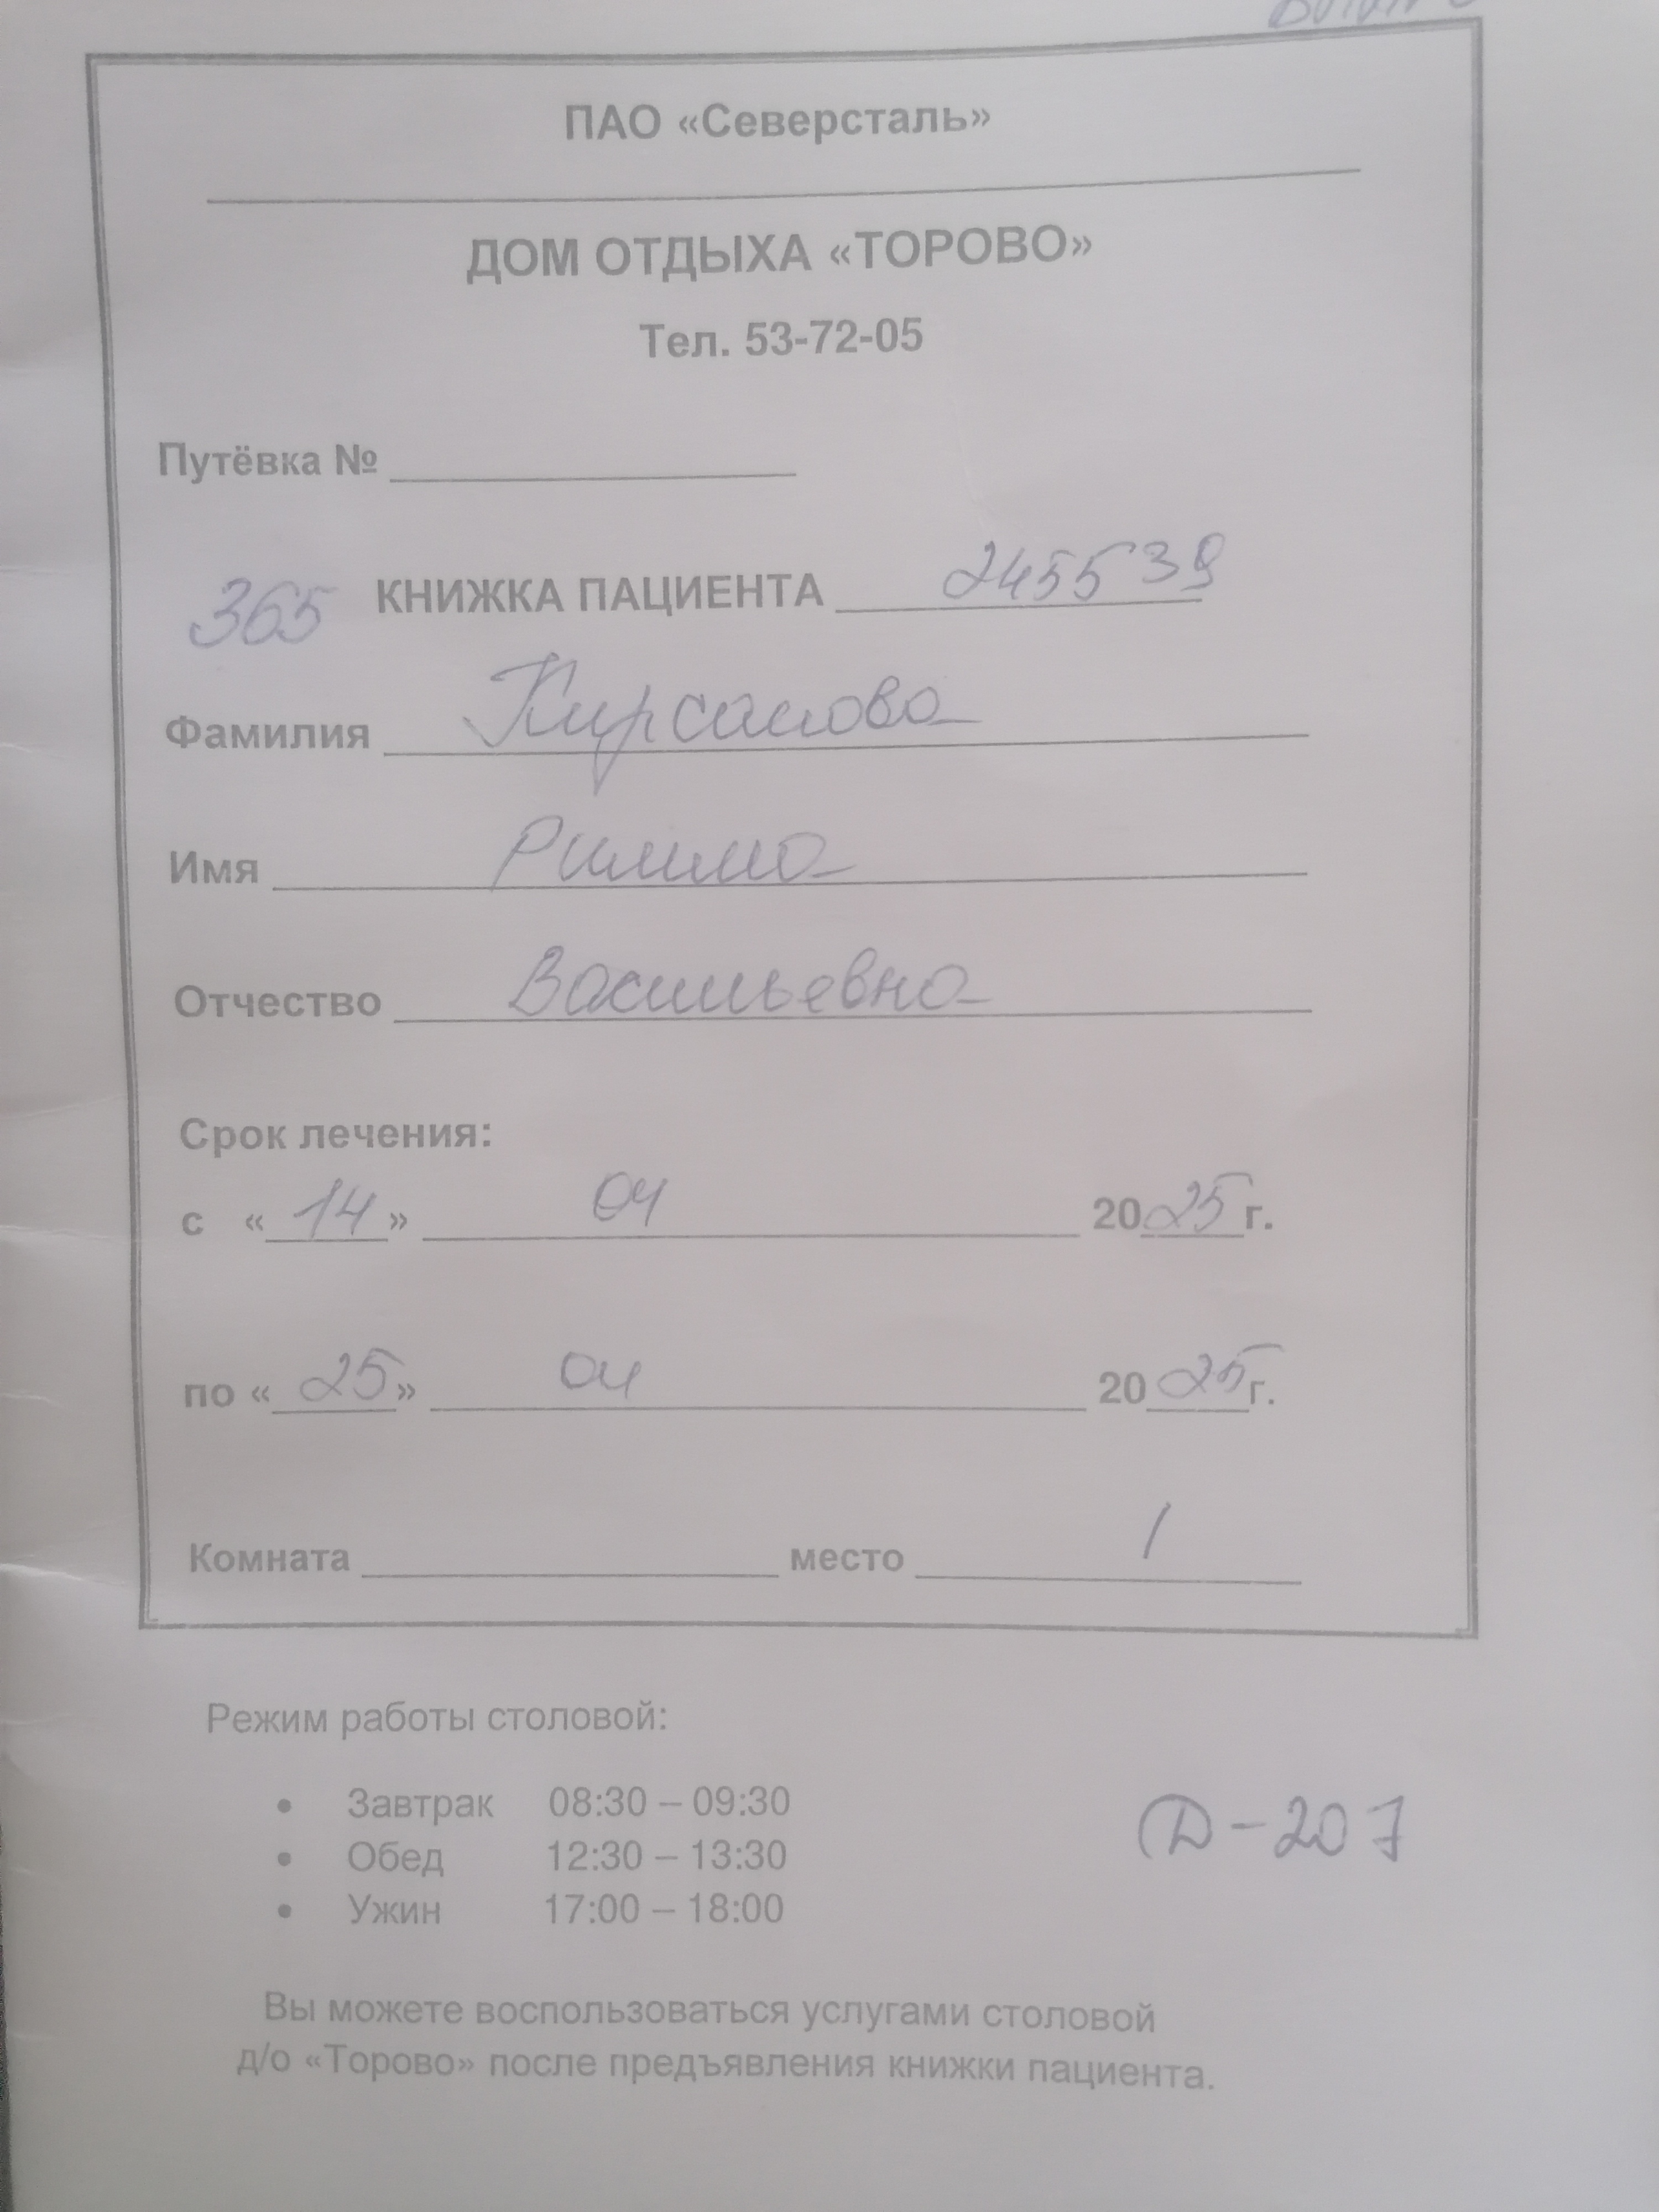 ПАО «Северсталь»
ДОМ ОТДЫХА «ТОРОВО»
Тел. 53-72-05
Путёвка №
365 КНИЖКА ПАЦИЕНТА 245539
Фамилия Кирсанова
Имя Римма
Отчество Васильевна
Срок лечения:
с «14» 04 2025г.
по «25» 04 2025г.
Комната место 1
Режим работы столовой:
• Завтрак 08:30 – 09:30
• Обед 12:30 – 13:30
• Ужин 17:00 – 18:00
Д-207
Вы можете воспользоваться услугами столовой
д/о «Торово» после предъявления книжки пациента.